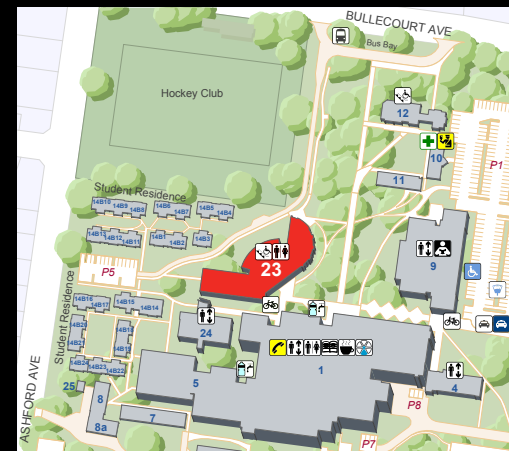 BULLECOURT AVE
Bus Bay
Hockey Club
12
P1
10
11
Student Residence
14B10
14B9
14B8
14B6
14B7
14B5
14B4
14B13
14B12
14B11
14B1
14B2
14B3
23
9
P5
Student Residence
14B16
14B17
14B15
14B14
14B20
14B18
14B21
14B19
14B24
14B23
14B22
24
1
5
4
25
8
8a
7
P8
P7
ASHFORD AVE